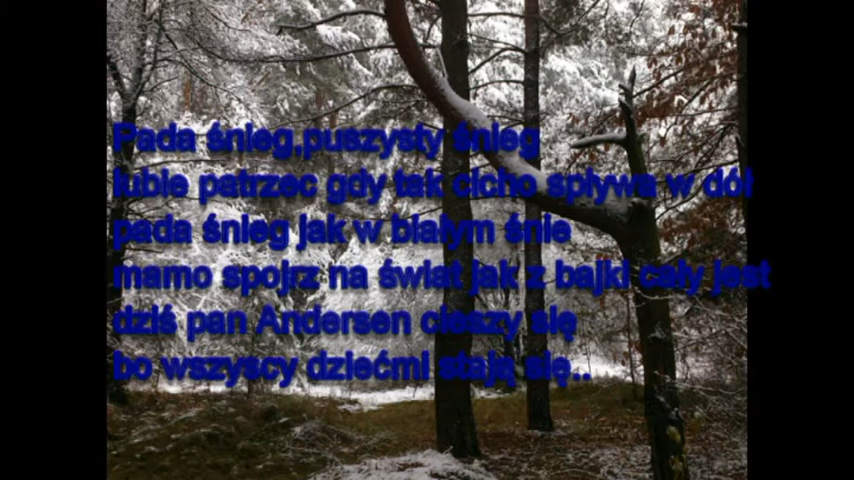 Pada śnieg,puszysty śnieg
lubie patrzec gdy tak cicho spływa w dół
pada śnieg jak w białym śnie
mamo spojrz na świat jak z bajki cały jest
dziś pan Andersen cieszy się
bo wszyscy dziećmi stają się..